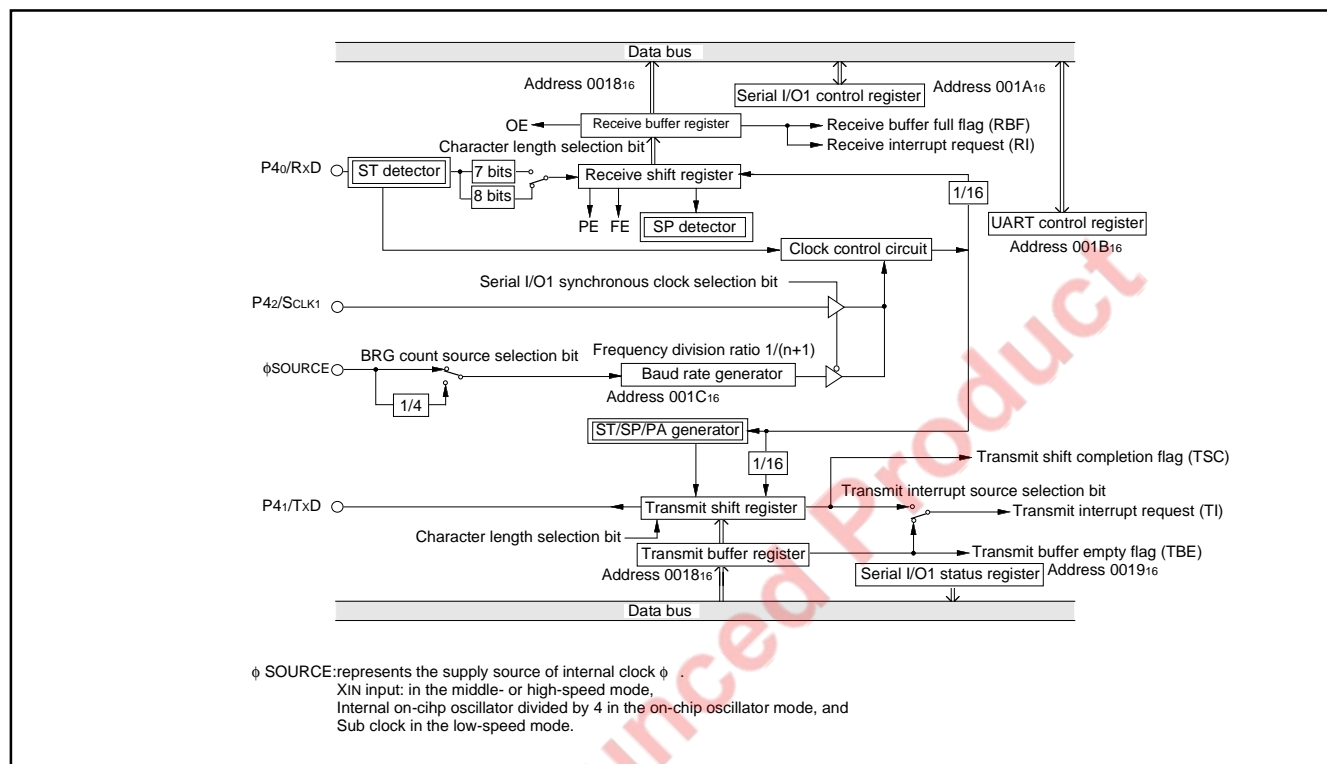 Data bus
Address 001816
Serial I/O1 control register
Address 001A16
OE
Receive buffer register
Receive buffer full flag (RBF)
Receive interrupt request (RI)
Character length selection bit
P40/RXD
ST detector
7 bits
8 bits
Receive shift register
1/16
PE
FE
SP detector
UART control register
Address 001B16
Clock control circuit
Serial I/O1 synchronous clock selection bit
P42/SCLK1
BRG count source selection bit
Frequency division ratio 1/(n+1)
φSOURCE
Baud rate generator
1/4
Address 001C16
ST/SP/PA generator
1/16
Transmit shift completion flag (TSC)
Transmit interrupt source selection bit
P41/TXD
Transmit shift register
Transmit interrupt request (TI)
Character length selection bit
Transmit buffer register
Transmit buffer empty flag (TBE)
Address 001816
Serial I/O1 status register
Address 001916
Data bus
φ SOURCE:represents the supply source of internal clock φ .
XIN input: in the middle- or high-speed mode,
Internal on-cihp oscillator divided by 4 in the on-chip oscillator mode, and
Sub clock in the low-speed mode.
Product